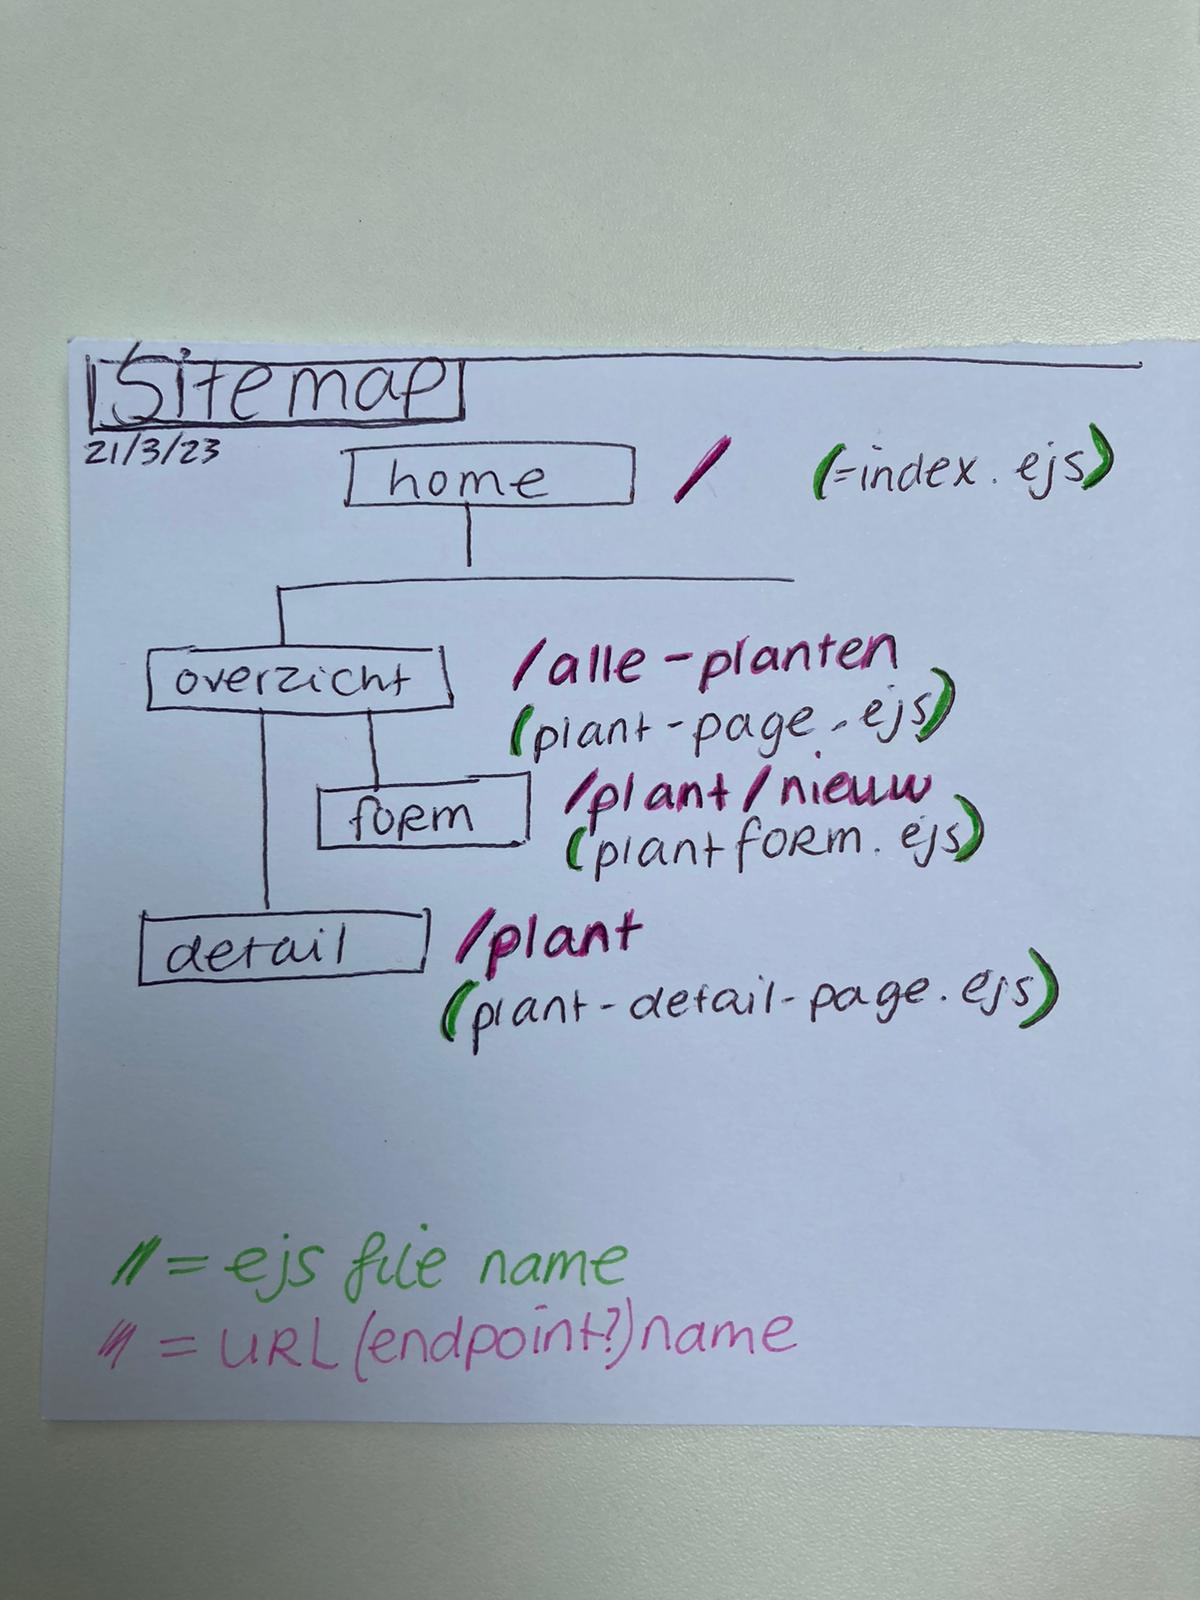 Sitemap
21/3/23
home / (=index.ejs)
overzicht /alle-planten
(plant-page.ejs)
form /plant/nieuw
(plantform.ejs)
detail /plant
(plant-detail-page.ejs)
// = ejs file name
// = URL (endpoint?) name